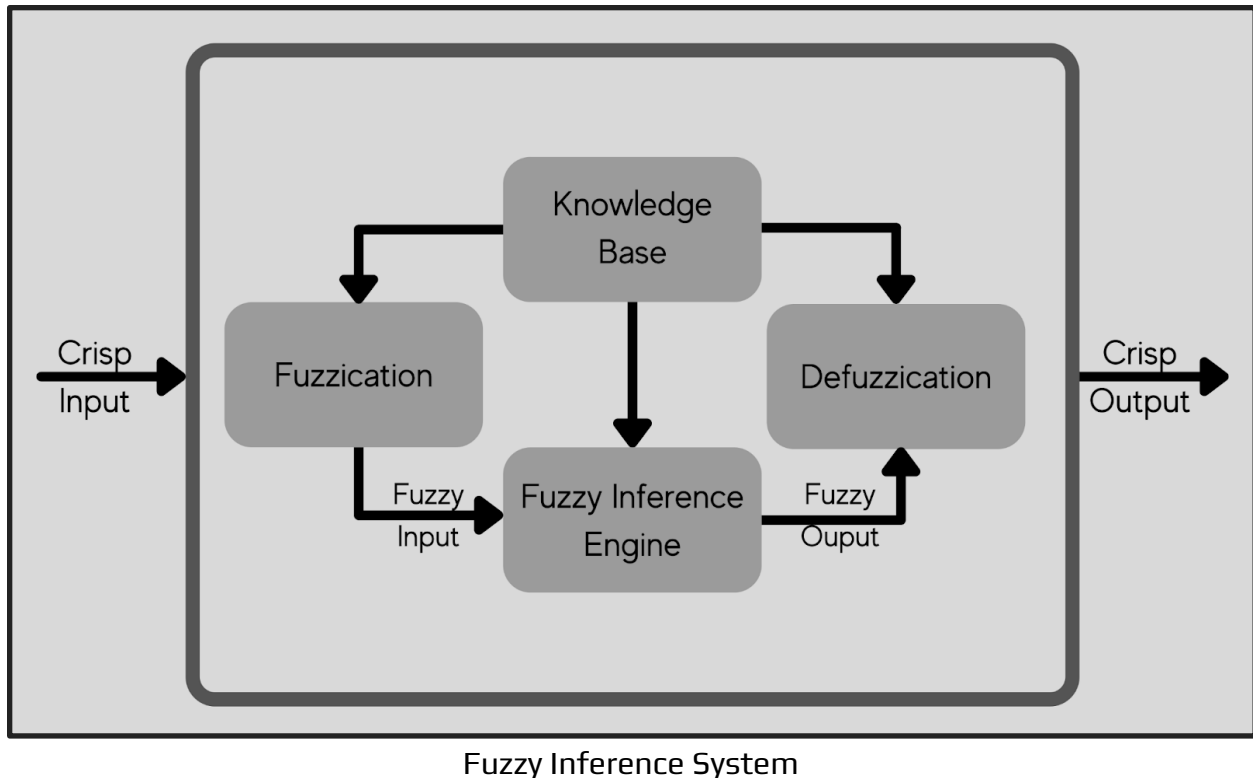 Knowledge
Base
Crisp
Input
Fuzzication
Defuzzication
Crisp
Output
Fuzzy
Input
Fuzzy Inference
Engine
Fuzzy
Ouput
Fuzzy Inference System